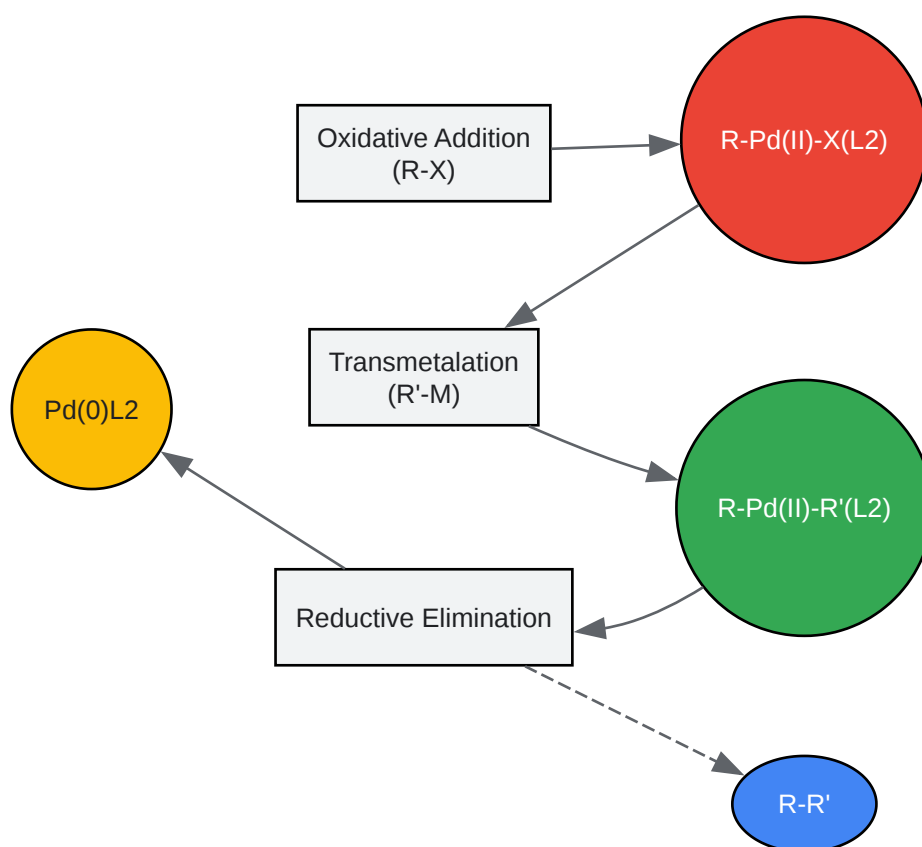 Oxidative Addition
(R-X)
R-Pd(II)-X(L2)
Transmetalation
(R'-M)
Pd(0)L2
R-Pd(II)-R'(L2)
Reductive Elimination
R-R'